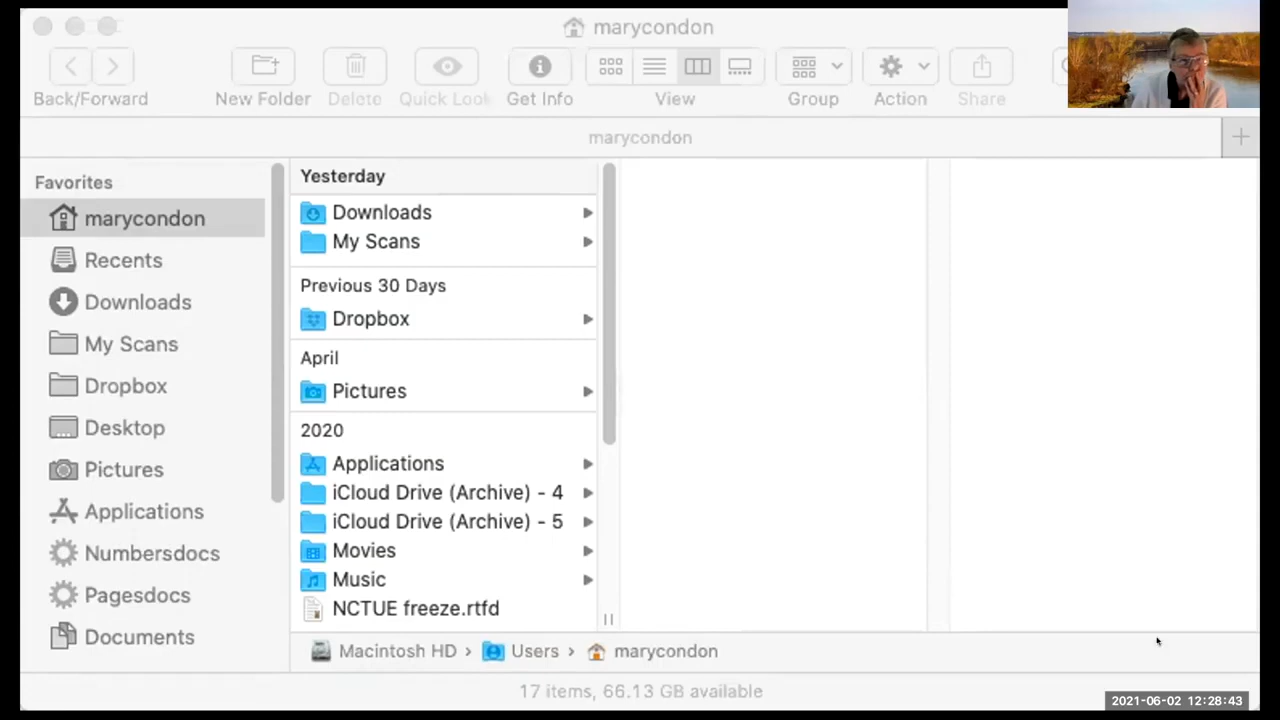 marycondon
Back/Forward
New Folder
Delete
Quick Look
Get Info
View
Group
Action
Share
marycondon
Favorites
marycondon
Recents
Downloads
My Scans
Dropbox
Desktop
Pictures
Applications
Numbersdocs
Pagesdocs
Documents
Yesterday
Downloads
My Scans
Previous 30 Days
Dropbox
April
Pictures
2020
Applications
iCloud Drive (Archive) - 4
iCloud Drive (Archive) - 5
Movies
Music
NCTUE freeze.rtfd
Macintosh HD › Users › marycondon
17 items, 66.13 GB available
2021-06-02 12:28:43